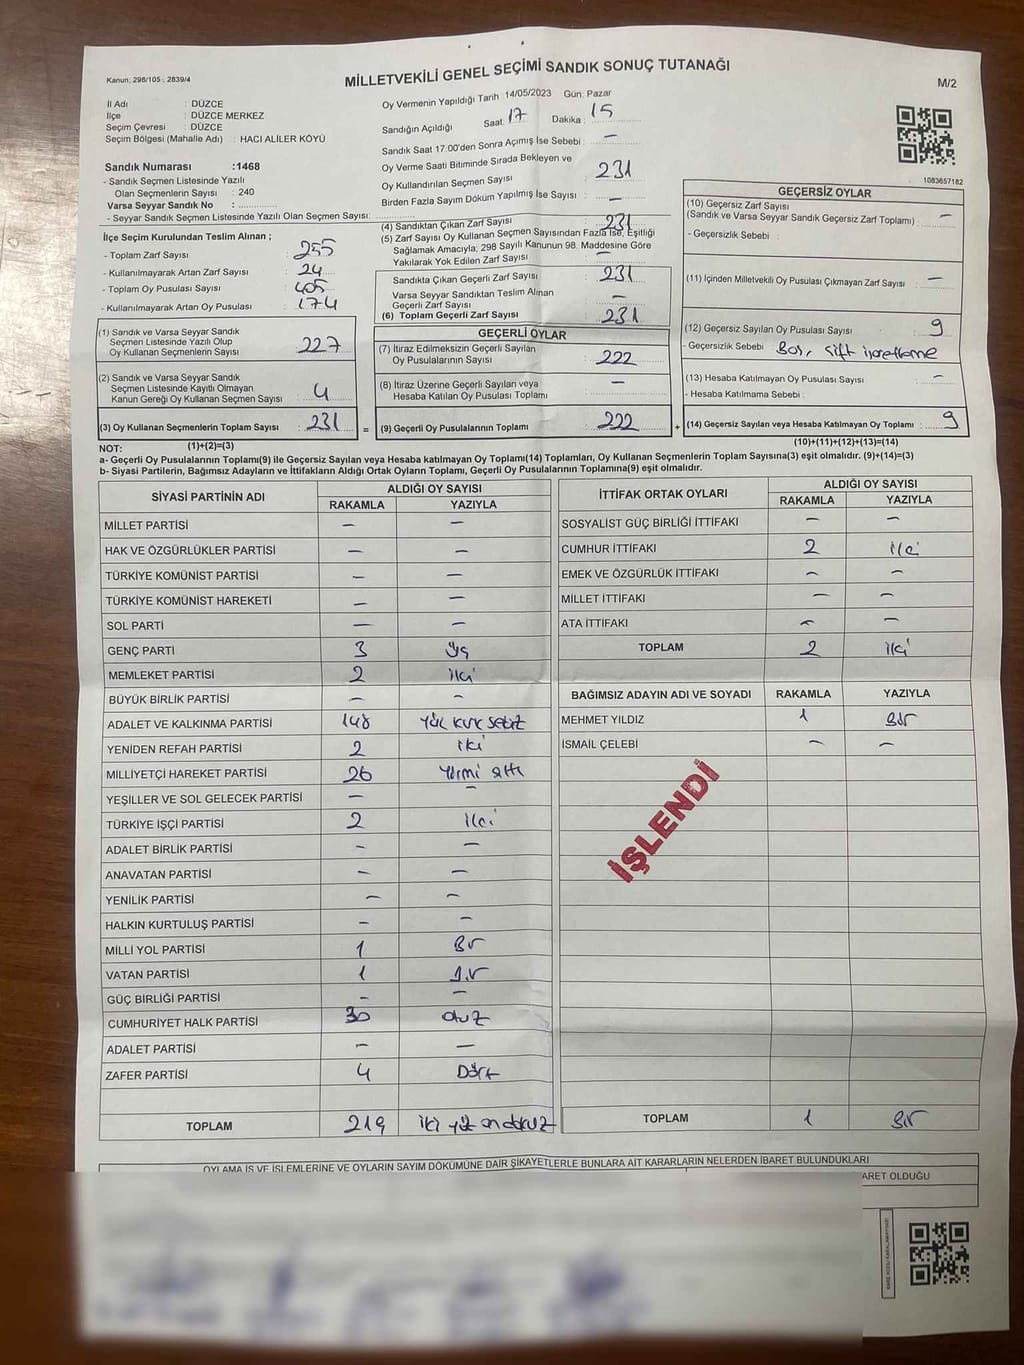 Kanun; 298/105 ; 2839/4
MİLLETVEKİLİ GENEL SEÇİMİ SANDIK SONUÇ TUTANAĞI
M/2
İl Adı : DÜZCE
İlçe : DÜZCE MERKEZ
Seçim Çevresi : DÜZCE
Seçim Bölgesi (Mahalle Adı) : HACI ALİLER KÖYÜ
Sandık Numarası :1468
- Sandık Seçmen Listesinde Yazılı
Olan Seçmenlerin Sayısı : 240
Varsa Seyyar Sandık No :
- Seyyar Sandık Seçmen Listesinde Yazılı Olan Seçmen Sayısı:
Oy Vermenin Yapıldığı Tarih :14/05/2023 Gün: Pazar
Sandığın Açıldığı Saat: 17 Dakika : 15
Sandık Saat 17:00'den Sonra Açımış İse Sebebi : –
Oy Verme Saati Bitiminde Sırada Bekleyen ve
Oy Kullandırılan Seçmen Sayısı : 231
Birden Fazla Sayım Döküm Yapılmış İse Sayısı : –
1083657182
İlçe Seçim Kurulundan Teslim Alınan ;
- Toplam Zarf Sayısı : 255
- Kullanılmayarak Artan Zarf Sayısı : 24
- Toplam Oy Pusulası Sayısı : 405
- Kullanılmayarak Artan Oy Pusulası : 174
(4) Sandıktan Çıkan Zarf Sayısı : 231
(5) Zarf Sayısı Oy Kullanan Seçmen Sayısından Fazla İse, Eşitliği
Sağlamak Amacıyla; 298 Sayılı Kanunun 98. Maddesine Göre
Yakılarak Yok Edilen Zarf Sayısı : –
Sandıkta Çıkan Geçerli Zarf Sayısı : 231
Varsa Seyyar Sandıktan Teslim Alınan
Geçerli Zarf Sayısı : –
(6) Toplam Geçerli Zarf Sayısı : 231
GEÇERSİZ OYLAR
(10) Geçersiz Zarf Sayısı
(Sandık ve Varsa Seyyar Sandık Geçersiz Zarf Toplamı) : –
- Geçersizlik Sebebi :
(11) İçinden Milletvekili Oy Pusulası Çıkmayan Zarf Sayısı : –
(12) Geçersiz Sayılan Oy Pusulası Sayısı : 9
- Geçersizlik Sebebi : Boş, çift işaretleme
(13) Hesaba Katılmayan Oy Pusulası Sayısı : –
- Hesaba Katılmama Sebebi :
(14) Geçersiz Sayılan veya Hesaba Katılmayan Oy Toplamı : 9
(10)+(11)+(12)+(13)=(14)
(1) Sandık ve Varsa Seyyar Sandık
Seçmen Listesinde Yazılı Olup
Oy Kullanan Seçmenlerin Sayısı : 227
(2) Sandık ve Varsa Seyyar Sandık
Seçmen Listesinde Kayıtlı Olmayan
Kanun Gereği Oy Kullanan Seçmen Sayısı : 4
(3) Oy Kullanan Seçmenlerin Toplam Sayısı : 231 =
(1)+(2)=(3)
GEÇERLİ OYLAR
(7) İtiraz Edilmeksizin Geçerli Sayılan
Oy Pusulalarının Sayısı : 222
(8) İtiraz Üzerine Geçerli Sayılan veya
Hesaba Katılan Oy Pusulası Toplamı : –
(9) Geçerli Oy Pusulalarının Toplamı : 222 +
NOT:
a- Geçerli Oy Pusulalarının Toplamı(9) ile Geçersiz Sayılan veya Hesaba katılmayan Oy Toplamı(14) Toplamları, Oy Kullanan Seçmenlerin Toplam Sayısına(3) eşit olmalıdır. (9)+(14)=(3)
b- Siyasi Partilerin, Bağımsız Adayların ve İttifakların Aldığı Ortak Oyların Toplamı, Geçerli Oy Pusulalarının Toplamına(9) eşit olmalıdır.
SİYASİ PARTİNİN ADI ALDIĞI OY SAYISI
RAKAMLA YAZIYLA
MİLLET PARTİSİ – –
HAK VE ÖZGÜRLÜKLER PARTİSİ – –
TÜRKİYE KOMÜNİST PARTİSİ – –
TÜRKİYE KOMÜNİST HAREKETİ – –
SOL PARTİ – –
GENÇ PARTİ 3 Üç
MEMLEKET PARTİSİ 2 iki
BÜYÜK BİRLİK PARTİSİ – –
ADALET VE KALKINMA PARTİSİ 148 Yüz kırk sekiz
YENİDEN REFAH PARTİSİ 2 iki
MİLLİYETÇİ HAREKET PARTİSİ 26 Yirmi altı
YEŞİLLER VE SOL GELECEK PARTİSİ – –
TÜRKİYE İŞÇİ PARTİSİ 2 iki
ADALET BİRLİK PARTİSİ – –
ANAVATAN PARTİSİ – –
YENİLİK PARTİSİ – –
HALKIN KURTULUŞ PARTİSİ – –
MİLLİ YOL PARTİSİ 1 Bir
VATAN PARTİSİ 1 Bir
GÜÇ BİRLİĞİ PARTİSİ – –
CUMHURİYET HALK PARTİSİ 30 otuz
ADALET PARTİSİ – –
ZAFER PARTİSİ 4 Dört
TOPLAM 219 iki yüz on dokuz
İTTİFAK ORTAK OYLARI ALDIĞI OY SAYISI
RAKAMLA YAZIYLA
SOSYALİST GÜÇ BİRLİĞİ İTTİFAKI – –
CUMHUR İTTİFAKI 2 iki
EMEK VE ÖZGÜRLÜK İTTİFAKI – –
MİLLET İTTİFAKI – –
ATA İTTİFAKI – –
TOPLAM 2 iki
BAĞIMSIZ ADAYIN ADI VE SOYADI RAKAMLA YAZIYLA
MEHMET YILDIZ 1 Bir
İSMAİL ÇELEBİ – –
İŞLENDİ
TOPLAM 1 Bir
OYLAMA İŞ VE İŞLEMLERİNE VE OYLARIN SAYIM DÖKÜMÜNE DAİR ŞİKAYETLERLE BUNLARA AİT KARARLARIN NELERDEN İBARET BULUNDUKLARI
ARET OLDUĞU